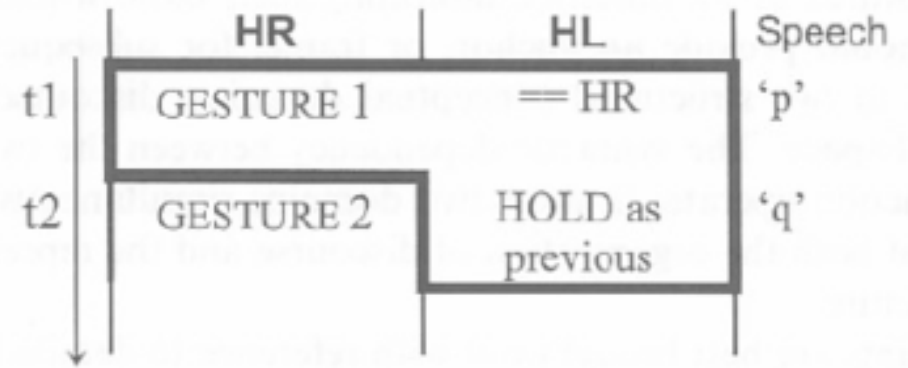 HR HL Speech
t1 GESTURE 1 == HR ‘p’
t2 GESTURE 2 HOLD as previous ‘q’